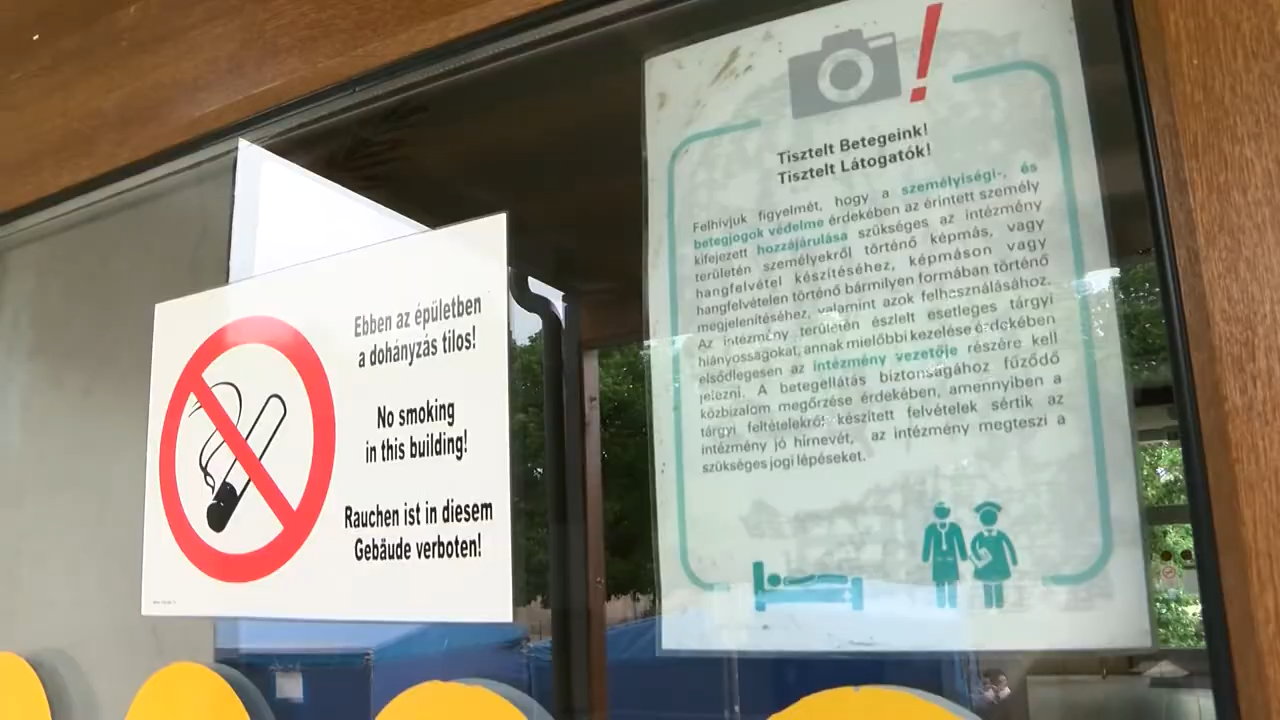 Ebben az épületben
a dohányzás tilos!
No smoking
in this building!
Rauchen ist in diesem
Gebäude verboten!
Tisztelt Betegeink!
Tisztelt Látogatók!
Felhívjuk figyelmét, hogy a személyiségi-, és
betegjogok védelme érdekében az érintett személy
kifejezett hozzájárulása szükséges az intézmény
területén személyekről történő képmás, vagy
hangfelvétel készítéséhez, képmáson vagy
hangfelvételen történő bármilyen formában történő
megjelenítéséhez, valamint azok felhasználásához.
Az intézmény területén észlelt esetleges tárgyi
hiányosságokat, annak mielőbbi kezelése érdekében
elsődlegesen az intézmény vezetője részére kell
jelezni. A betegellátás biztonságához fűződő
közbizalom megőrzése érdekében, amennyiben a
tárgyi feltételekről készített felvételek sértik az
intézmény jó hírnevét, az intézmény megteszi a
szükséges jogi lépéseket.